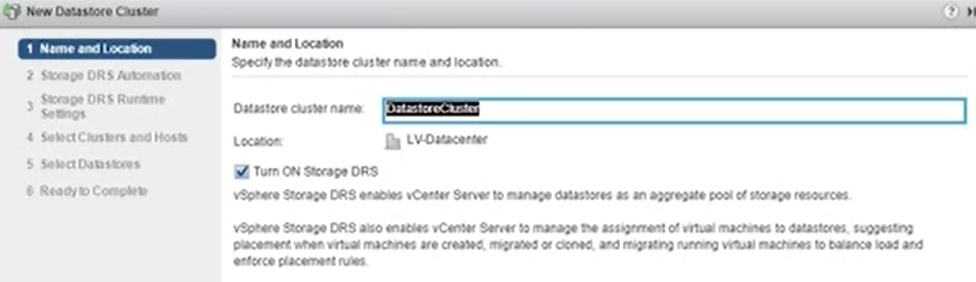 New Datastore Cluster
1 Name and Location
2 Storage DRS Automation
3 Storage DRS Runtime
Settings
4 Select Clusters and Hosts
5 Select Datastores
6 Ready to Complete
Name and Location
Specify the datastore cluster name and location.
Datastore cluster name: DatastoreCluster
Location: LV-Datacenter
Turn ON Storage DRS
vSphere Storage DRS enables vCenter Server to manage datastores as an aggregate pool of storage resources.
vSphere Storage DRS also enables vCenter Server to manage the assignment of virtual machines to datastores, suggesting
placement when virtual machines are created, migrated or cloned, and migrating running virtual machines to balance load and
enforce placement rules.